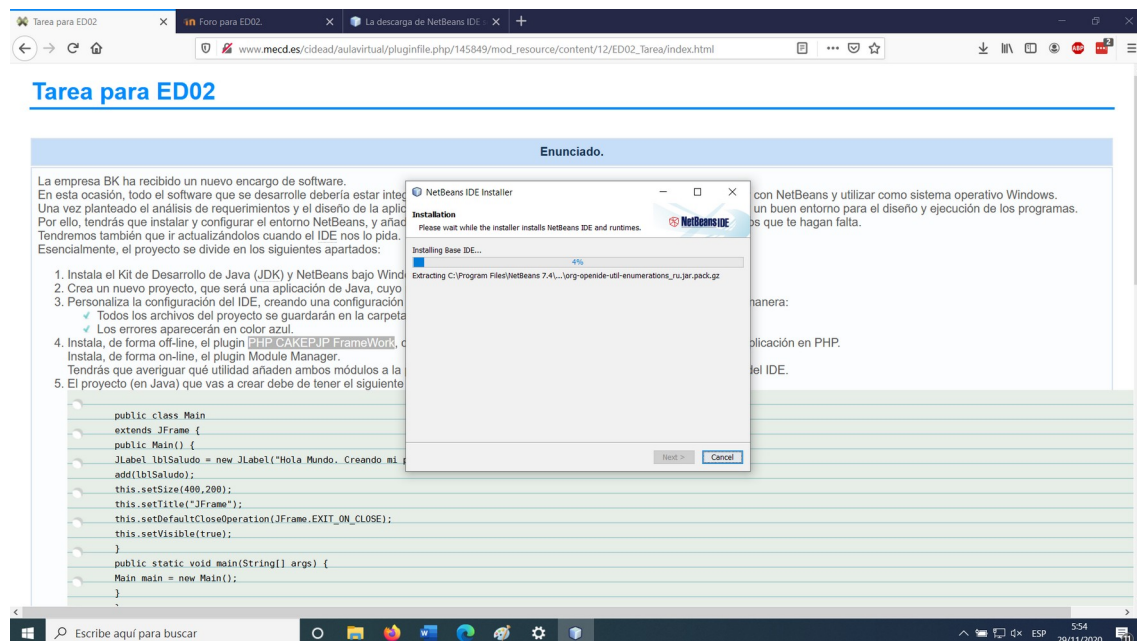 Tarea para ED02
Foro para ED02.
La descarga de NetBeans IDE
www.mecd.es/cidead/aulavirtual/pluginfile.php/145849/mod_resource/content/12/ED02_Tarea/index.html
ABP
2
Tarea para ED02
Enunciado.
La empresa BK ha recibido un nuevo encargo de software.
En esta ocasión, todo el software que se desarrolle debería estar integ
con NetBeans y utilizar como sistema operativo Windows.
Una vez planteado el análisis de requerimientos y el diseño de la aplic
un buen entorno para el diseño y ejecución de los programas.
Por ello, tendrás que instalar y configurar el entorno NetBeans, y añad
os que te hagan falta.
Tendremos también que ir actualizándolos cuando el IDE nos lo pida.
Esencialmente, el proyecto se divide en los siguientes apartados:
1. Instala el Kit de Desarrollo de Java (JDK) y NetBeans bajo Wind
2. Crea un nuevo proyecto, que será una aplicación de Java, cuyo
3. Personaliza la configuración del IDE, creando una configuración
manera:
Todos los archivos del proyecto se guardarán en la carpeta
Los errores aparecerán en color azul.
4. Instala, de forma off-line, el plugin PHP CAKEPJP FrameWork, c
plicación en PHP.
Instala, de forma on-line, el plugin Module Manager.
Tendrás que averiguar qué utilidad añaden ambos módulos a la
del IDE.
5. El proyecto (en Java) que vas a crear debe de tener el siguiente
public class Main
extends JFrame {
public Main() {
JLabel lblSaludo = new JLabel("Hola Mundo. Creando mi p
add(lblSaludo);
this.setSize(400,200);
this.setTitle("JFrame");
this.setDefaultCloseOperation(JFrame.EXIT_ON_CLOSE);
this.setVisible(true);
}
public static void main(String[] args) {
Main main = new Main();
}
NetBeans IDE Installer
Installation
Please wait while the installer installs NetBeans IDE and runtimes.
NetBeans IDE
Installing Base IDE...
4%
Extracting C:\Program Files\NetBeans 7.4\...\org-openide-util-enumerations_ru.jar.pack.gz
Next >
Cancel
Escribe aquí para buscar
ESP
5:54
29/11/2020